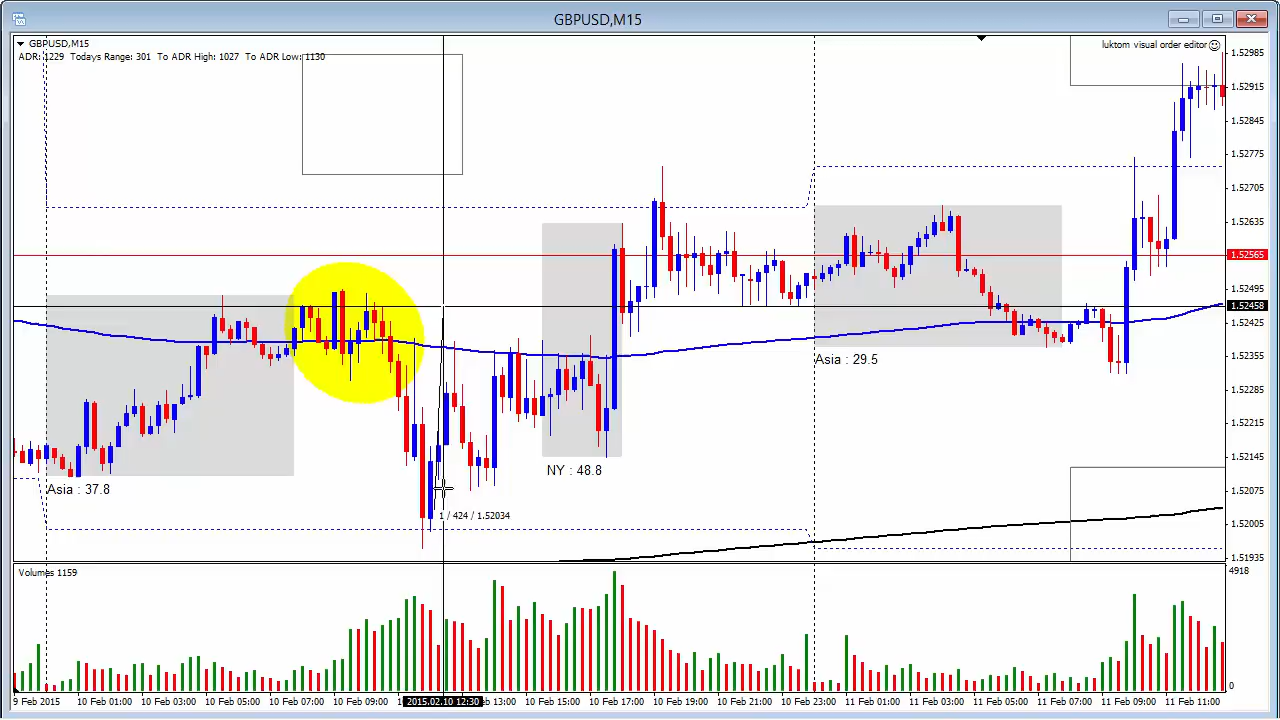 GBPUSD,M15
GBPUSD,M15
ADR: 1229 Todays Range: 301 To ADR High: 1027 To ADR Low: 1130
luktom visual order editor
1.52985
1.52915
1.52845
1.52775
1.52705
1.52635
1.52565
1.52495
1.52458
1.52425
1.52355
1.52285
1.52215
1.52145
1.52075
1.52005
1.51935
Asia : 37.8
NY : 48.8
Asia : 29.5
1 / 424 / 1.52034
Volumes 1159
4918
0
9 Feb 2015 10 Feb 01:00 10 Feb 03:00 10 Feb 05:00 10 Feb 07:00 10 Feb 09:00 2015.02.10 12:30 13:00 10 Feb 15:00 10 Feb 17:00 10 Feb 19:00 10 Feb 21:00 10 Feb 23:00 11 Feb 01:00 11 Feb 03:00 11 Feb 05:00 11 Feb 07:00 11 Feb 09:00 11 Feb 11:00